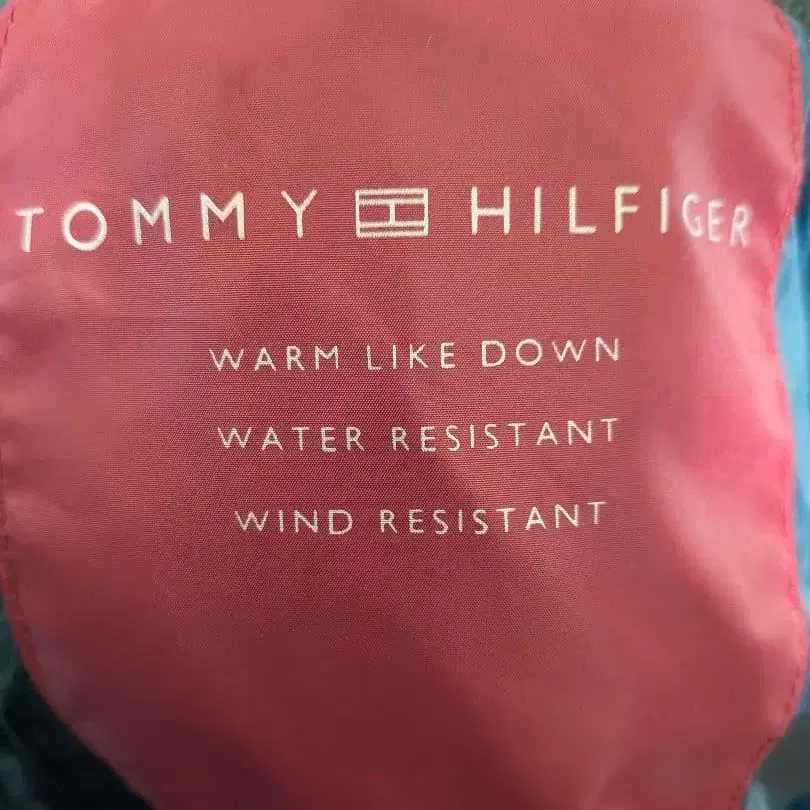 TOMMY HILFIGER
WARM LIKE DOWN
WATER RESISTANT
WIND RESISTANT